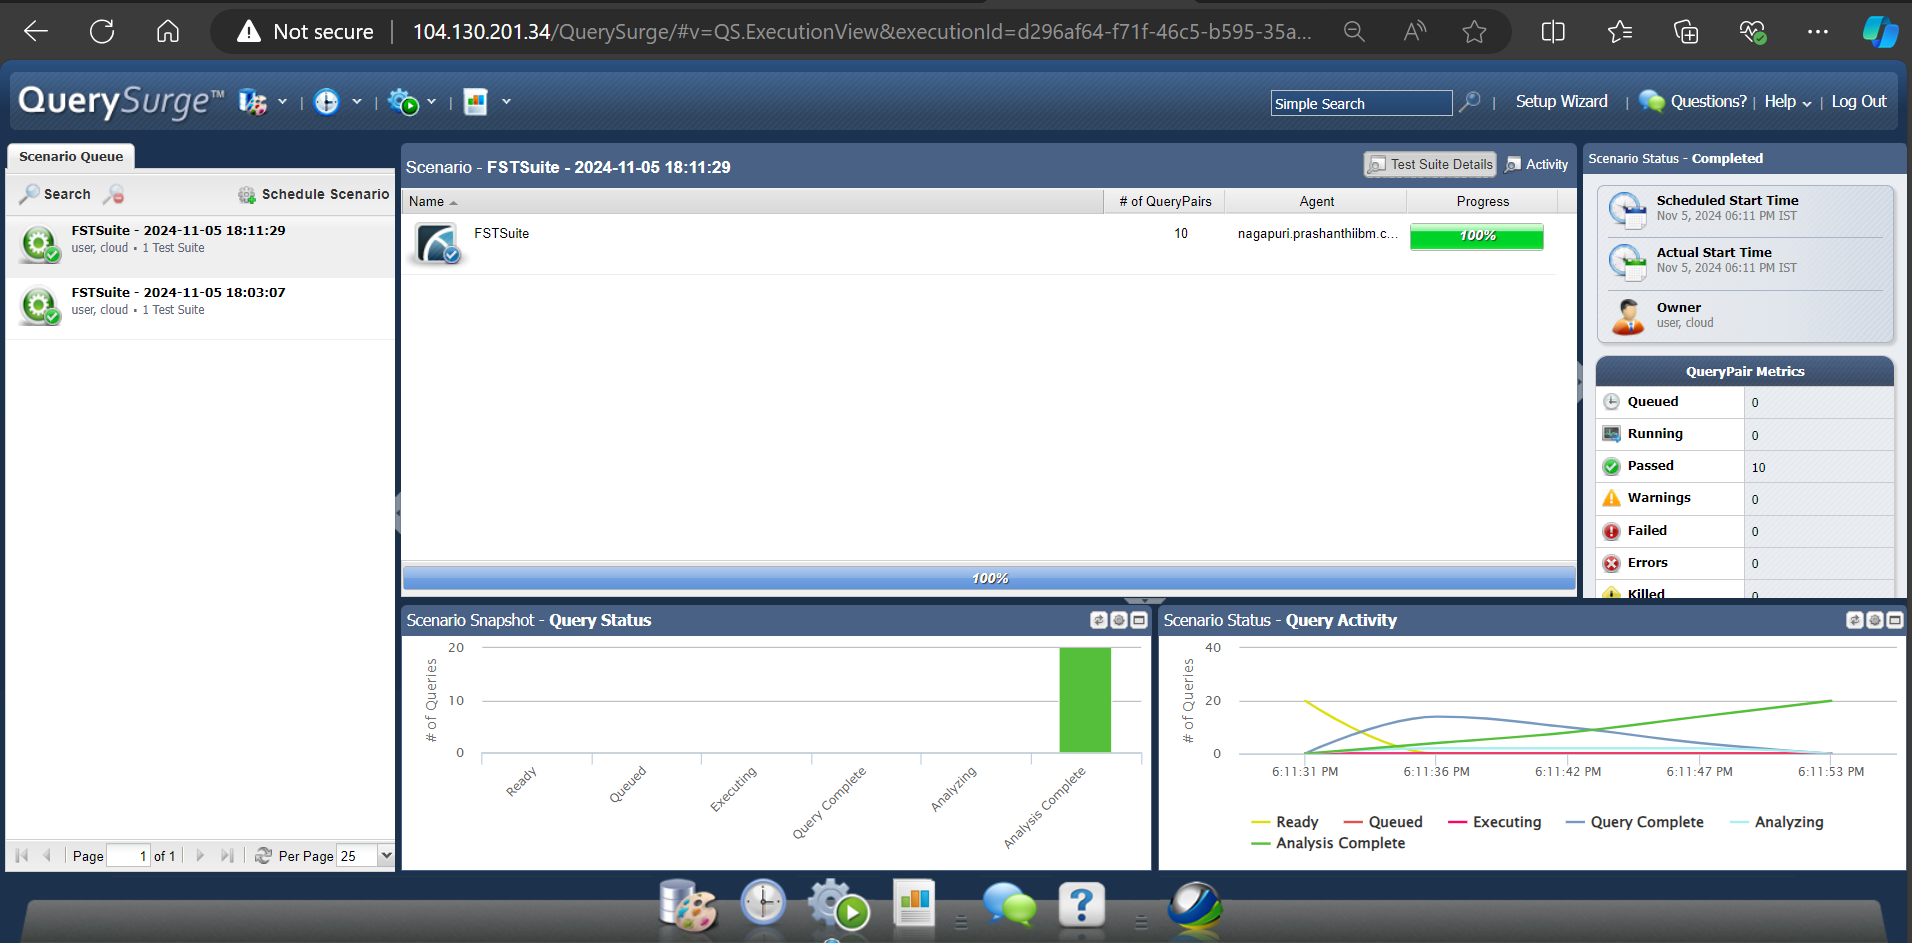 Not secure 104.130.201.34/QuerySurge/#v=QS.ExecutionView&executionId=d296af64-f71f-46c5-b595-35a...
QuerySurge™
Simple Search
Setup Wizard | Questions? | Help | Log Out
Scenario Queue
Search Schedule Scenario
FSTSuite - 2024-11-05 18:11:29
user, cloud • 1 Test Suite
FSTSuite - 2024-11-05 18:03:07
user, cloud • 1 Test Suite
Page 1 of 1 Per Page 25
Scenario - FSTSuite - 2024-11-05 18:11:29
Test Suite Details Activity
Name # of QueryPairs Agent Progress
FSTSuite 10 nagapuri.prashanthiibm.c... 100%
100%
Scenario Status - Completed
Scheduled Start Time
Nov 5, 2024 06:11 PM IST
Actual Start Time
Nov 5, 2024 06:11 PM IST
Owner
user, cloud
QueryPair Metrics
Queued 0
Running 0
Passed 10
Warnings 0
Failed 0
Errors 0
Killed 0
Scenario Snapshot - Query Status
# of Queries
20
10
0
Ready
Queued
Executing
Query Complete
Analyzing
Analysis Complete
Scenario Status - Query Activity
# of Queries
40
20
0
6:11:31 PM 6:11:36 PM 6:11:42 PM 6:11:47 PM 6:11:53 PM
Ready Queued Executing Query Complete Analyzing
Analysis Complete